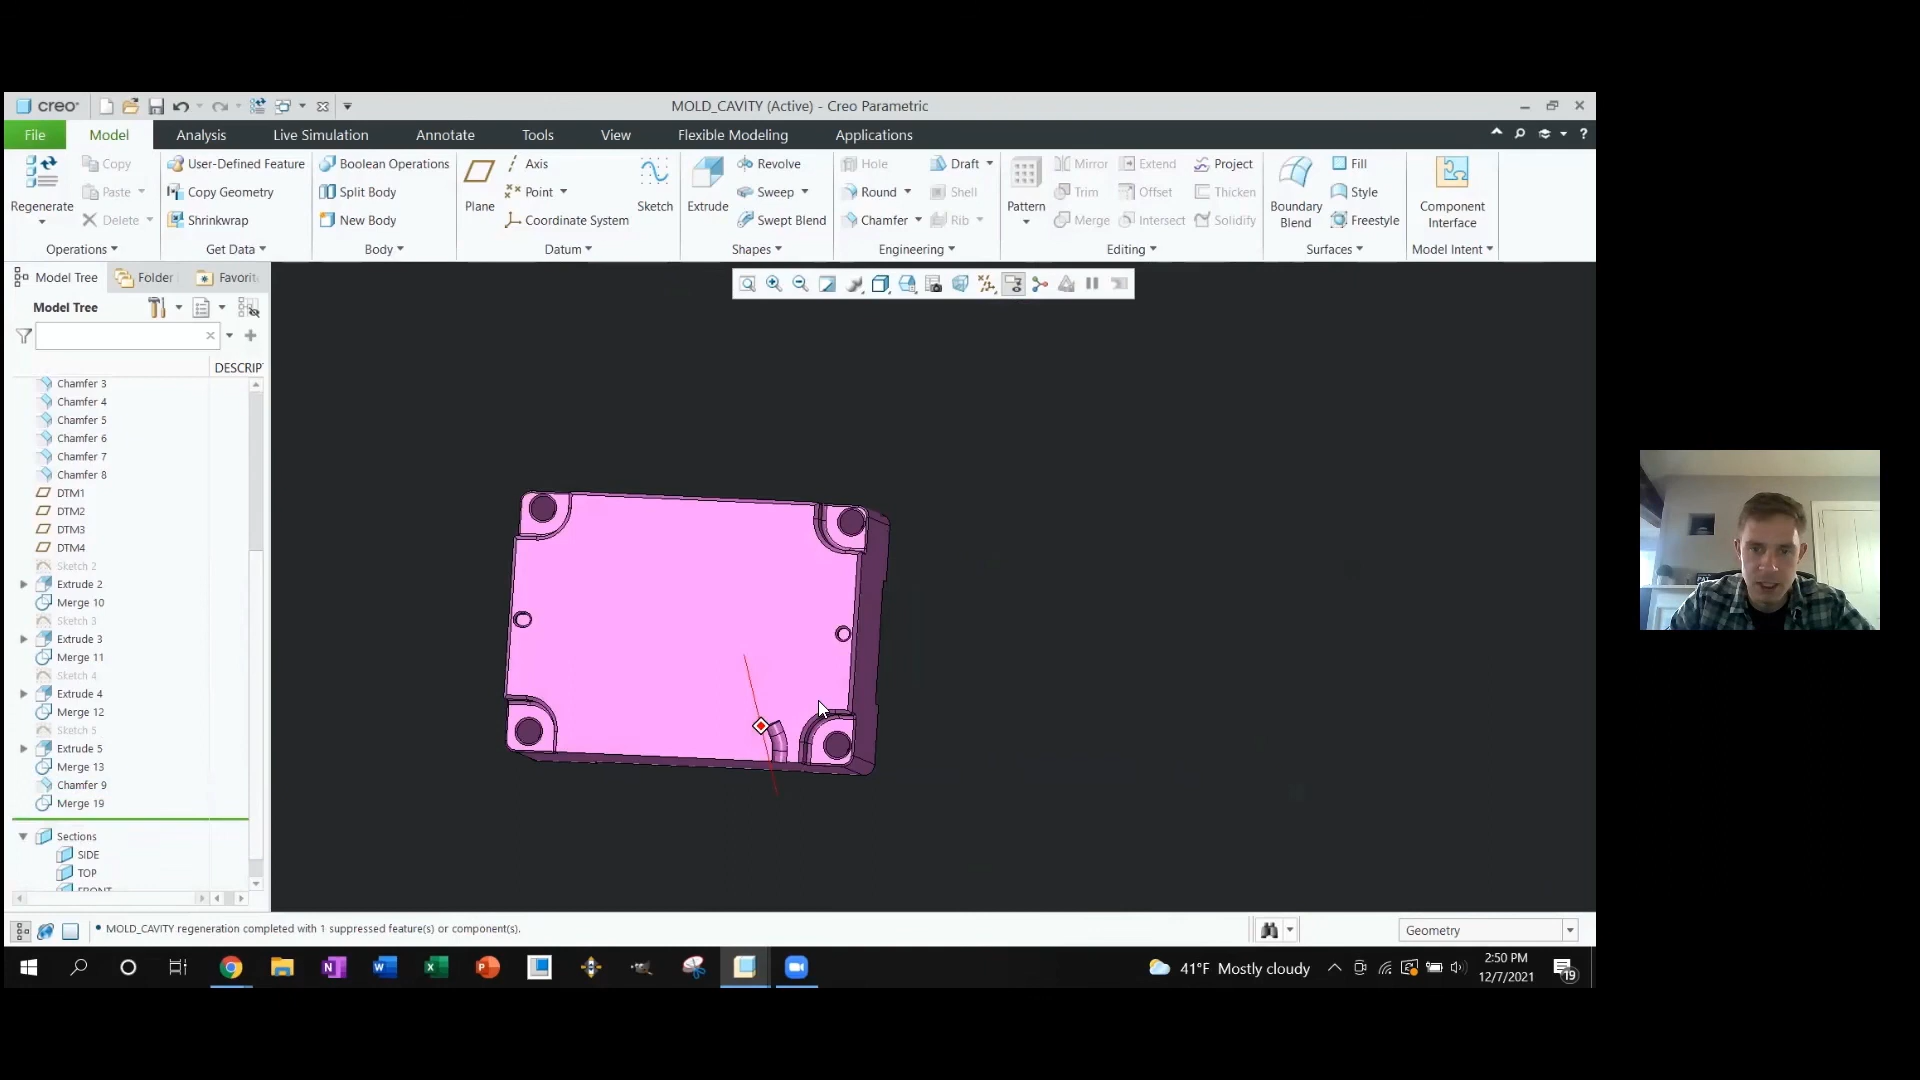 creo
MOLD_CAVITY (Active) - Creo Parametric
File Model Analysis Live Simulation Annotate Tools View Flexible Modeling Applications
Regenerate
Copy
Paste
Delete
Operations
User-Defined Feature
Copy Geometry
Shrinkwrap
Get Data
Boolean Operations
Split Body
New Body
Body
Plane
Axis
Point
Coordinate System
Sketch
Datum
Extrude
Revolve
Sweep
Swept Blend
Shapes
Hole
Round
Chamfer
Draft
Shell
Rib
Engineering
Pattern
Mirror
Trim
Merge
Extend
Offset
Intersect
Project
Thicken
Solidify
Editing
Boundary
Blend
Fill
Style
Freestyle
Surfaces
Component
Interface
Model Intent
Model Tree Folder Favorit
Model Tree
DESCRIP
Chamfer 3
Chamfer 4
Chamfer 5
Chamfer 6
Chamfer 7
Chamfer 8
DTM1
DTM2
DTM3
DTM4
Sketch 2
Extrude 2
Merge 10
Sketch 3
Extrude 3
Merge 11
Sketch 4
Extrude 4
Merge 12
Sketch 5
Extrude 5
Merge 13
Chamfer 9
Merge 19
Sections
SIDE
TOP
FRONT
MOLD_CAVITY regeneration completed with 1 suppressed feature(s) or component(s).
Geometry
41°F Mostly cloudy
2:50 PM
12/7/2021
19